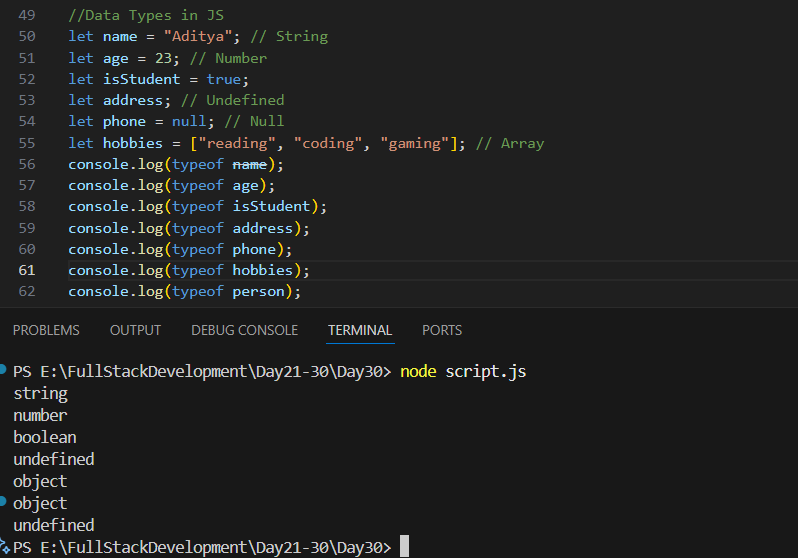 49 //Data Types in JS
50 let name = "Aditya"; // String
51 let age = 23; // Number
52 let isStudent = true;
53 let address; // Undefined
54 let phone = null; // Null
55 let hobbies = ["reading", "coding", "gaming"]; // Array
56 console.log(typeof name);
57 console.log(typeof age);
58 console.log(typeof isStudent);
59 console.log(typeof address);
60 console.log(typeof phone);
61 console.log(typeof hobbies);
62 console.log(typeof person);
PROBLEMS OUTPUT DEBUG CONSOLE TERMINAL PORTS
PS E:\FullStackDevelopment\Day21-30\Day30> node script.js
string
number
boolean
undefined
object
object
undefined
PS E:\FullStackDevelopment\Day21-30\Day30>